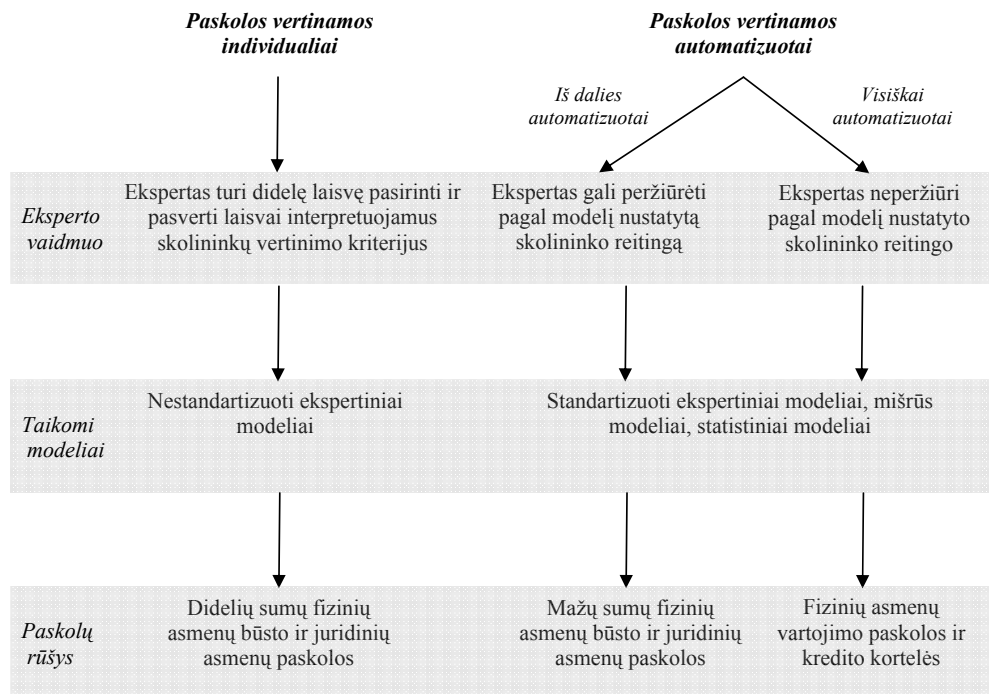 Paskolos vertinamos
individualiai
Paskolos vertinamos
automatizuotai
Iš dalies
automatizuotai
Visiškai
automatizuotai
Eksperto
vaidmuo
Ekspertas turi didelę laisvę pasirinti ir
pasverti laisvai interpretuojamus
skolininkų vertinimo kriterijus
Ekspertas gali peržiūrėti
pagal modelį nustatytą
skolininko reitingą
Ekspertas neperžiūri
pagal modelį nustatyto
skolininko reitingo
Taikomi
modeliai
Nestandartizuoti ekspertiniai
modeliai
Standartizuoti ekspertiniai modeliai, mišrūs
modeliai, statistiniai modeliai
Paskolų
rūšys
Didelių sumų fizinių
asmenų būsto ir juridinių
asmenų paskolos
Mažų sumų fizinių
asmenų būsto ir juridinių
asmenų paskolos
Fizinių asmenų
vartojimo paskolos ir
kredito kortelės